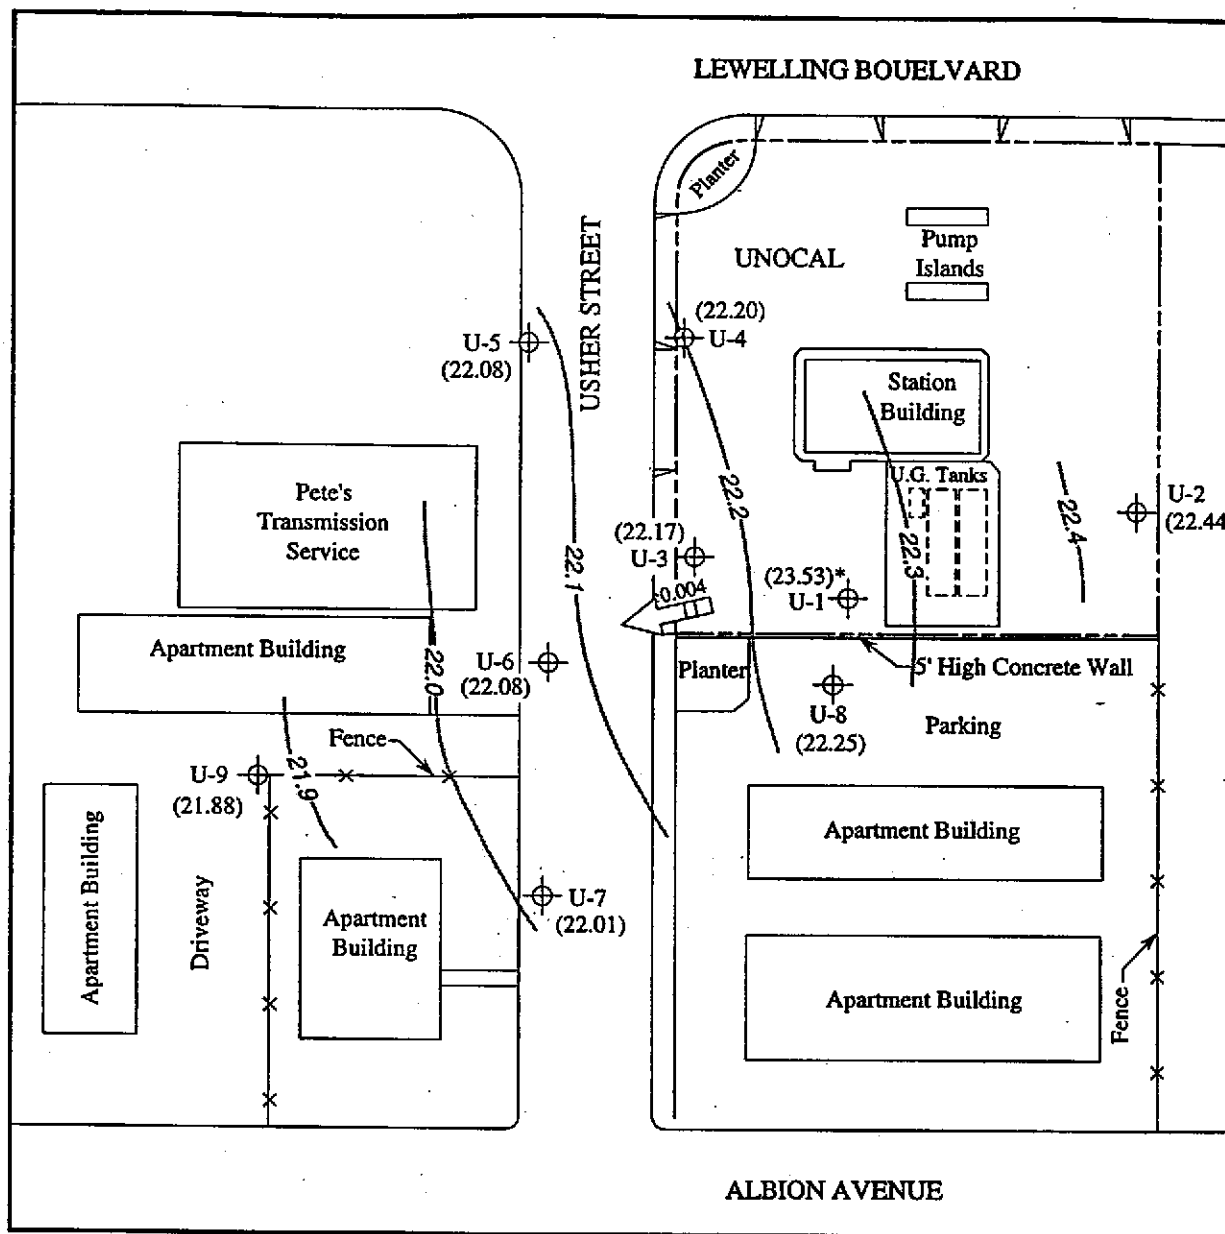 LEWELLING BOUELVARD
Planter
USHER STREET
UNOCAL
Pump
Islands
(22.20)
U-4
U-5
(22.08)
Station
Building
U.G. Tanks
Pete's
Transmission
Service
22.2
22.3
22.4
U-2
(22.44
(22.17)
U-3
22.1
(23.53)*
U-1
0.004
Apartment Building
22.0
U-6
(22.08)
Planter
5' High Concrete Wall
U-8
(22.25)
Parking
Fence
U-9
(21.88)
21.9
Apartment Building
Driveway
Apartment
Building
U-7
(22.01)
Apartment Building
Apartment Building
Fence
ALBION AVENUE